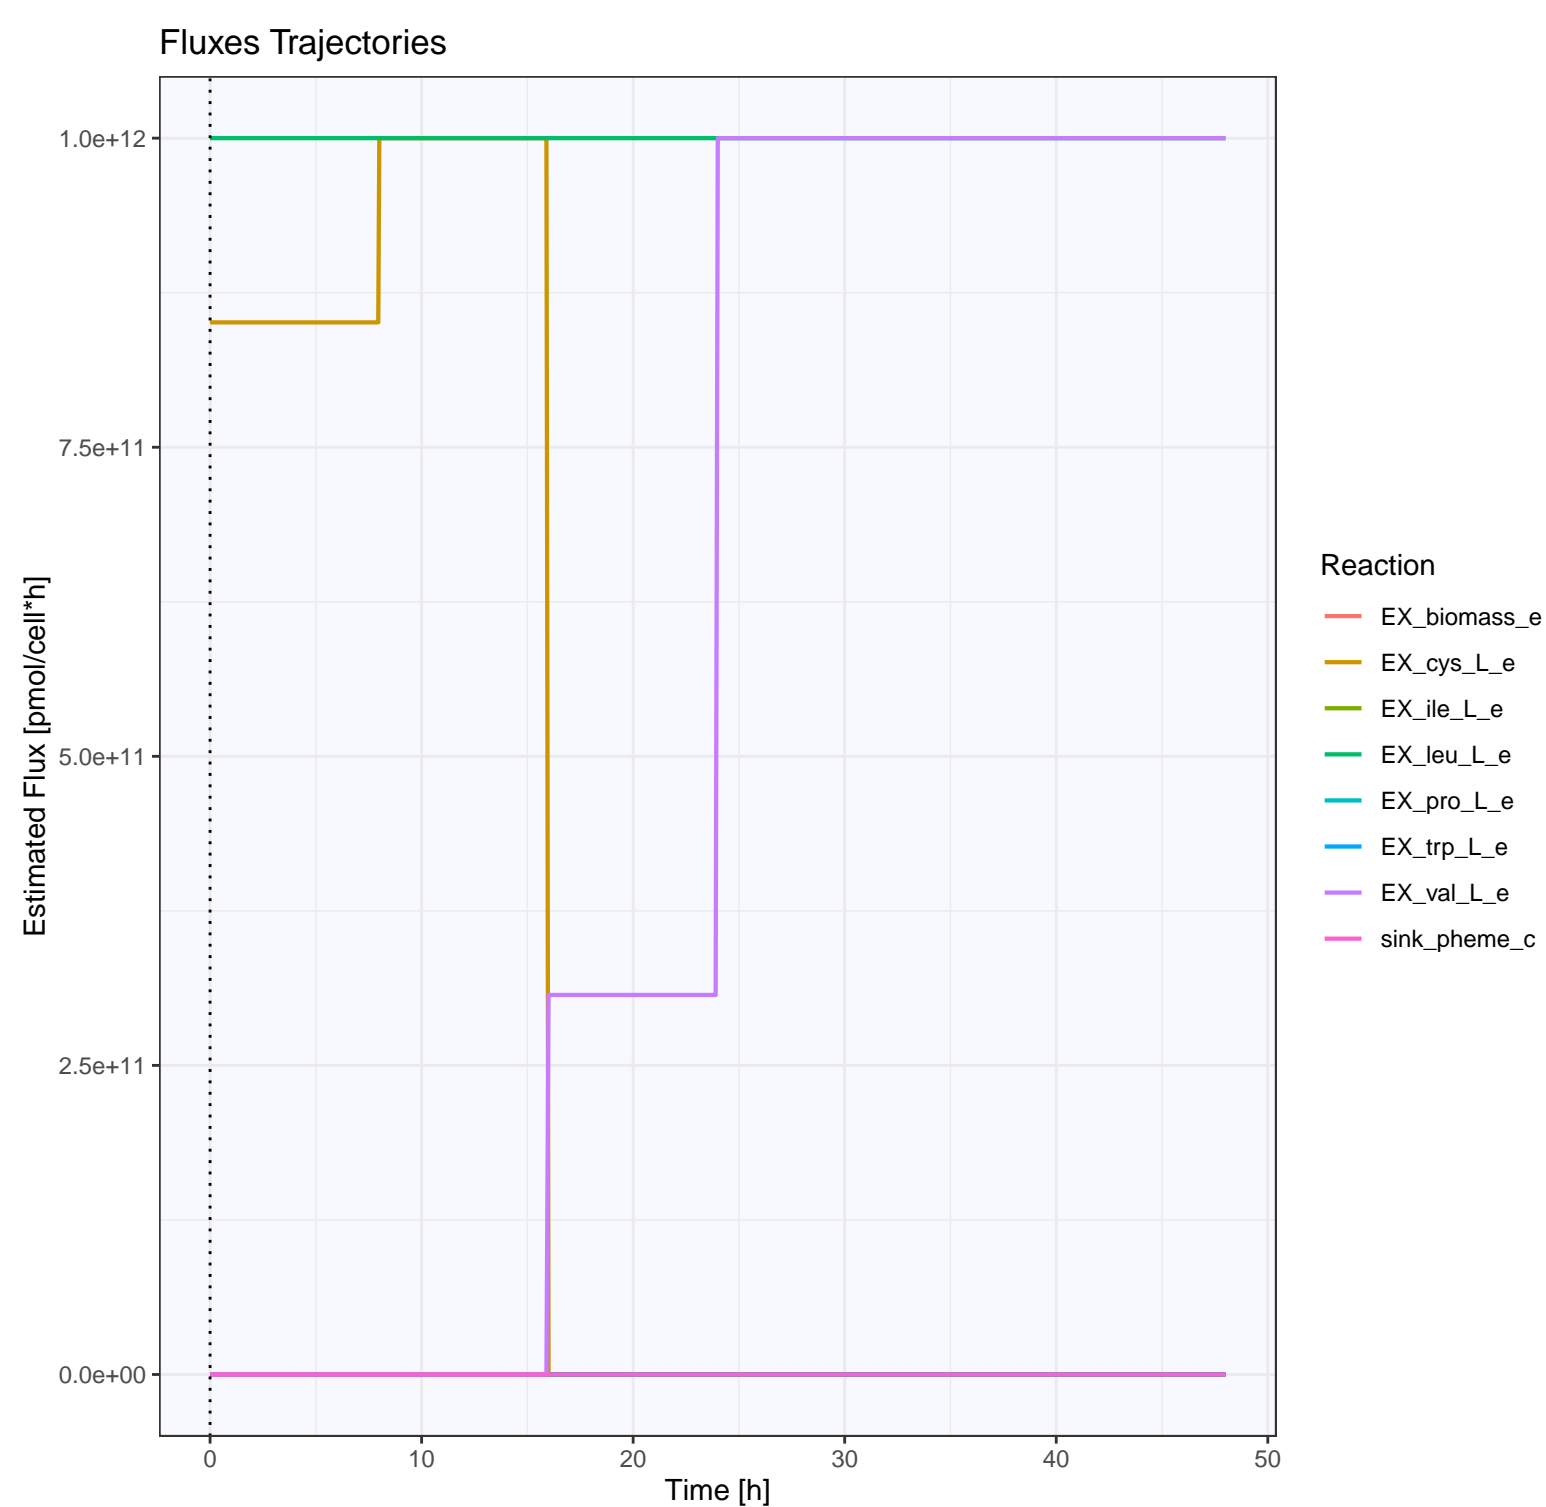 Fluxes Trajectories
1.0e+12
7.5e+11
5.0e+11
2.5e+11
0.0e+00
Estimated Flux [pmol/cell*h]
0 10 20 30 40 50
Time [h]
Reaction
EX_biomass_e
EX_cys_L_e
EX_ile_L_e
EX_leu_L_e
EX_pro_L_e
EX_trp_L_e
EX_val_L_e
sink_pheme_c